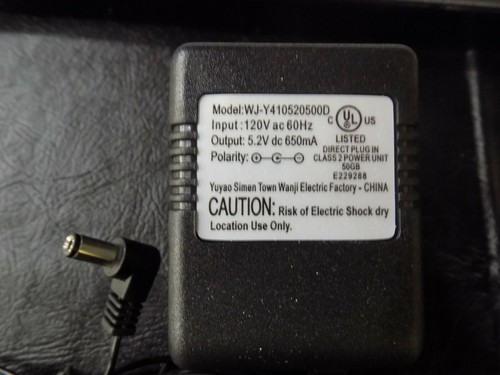 Model:WJ-Y410520500D
Input:120V ac 60Hz
Output: 5.2V dc 650mA
Polarity:
C UL US
LISTED
DIRECT PLUG IN
CLASS 2 POWER UNIT
50GB
E229288
Yuyao Simen Town Wanji Electric Factory - CHINA
CAUTION: Risk of Electric Shock dry
Location Use Only.